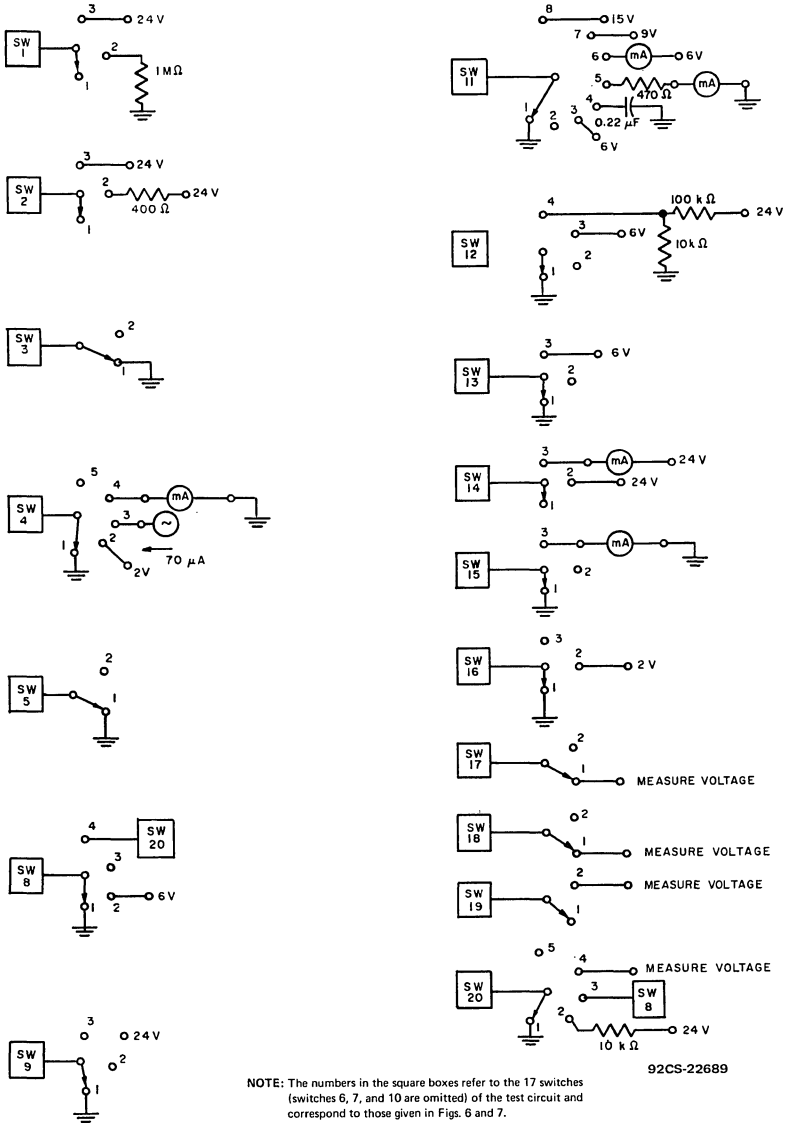 3 24 V
SW 1
2
1 MΩ
1
3 24 V
SW 2
2 24 V
400 Ω
1
SW 3
2
1
5
4 mA
SW 4
3 ~
2
1
2V
70 μA
SW 5
2
1
4 SW 20
3
SW 8
1
2 6V
3 24 V
SW 9
2
1
8 15V
7 9V
6 mA 6V
SW 11
5 mA
470 Ω
4
0.22 μF
1
2
3
6V
4 100 kΩ 24 V
3 6V
10k Ω
SW 12
2
1
3 6 V
SW 13
2
1
3 mA 24 V
SW 14
2 24 V
1
3 mA
SW 15
2
1
3
SW 16
2 2 V
1
SW 17
2
1
MEASURE VOLTAGE
SW 18
2
1
MEASURE VOLTAGE
2 MEASURE VOLTAGE
SW 19
1
5
4 MEASURE VOLTAGE
SW 20
3 SW 8
1
2 24 V
10 k Ω
92CS-22689
NOTE: The numbers in the square boxes refer to the 17 switches
(switches 6, 7, and 10 are omitted) of the test circuit and
correspond to those given in Figs. 6 and 7.